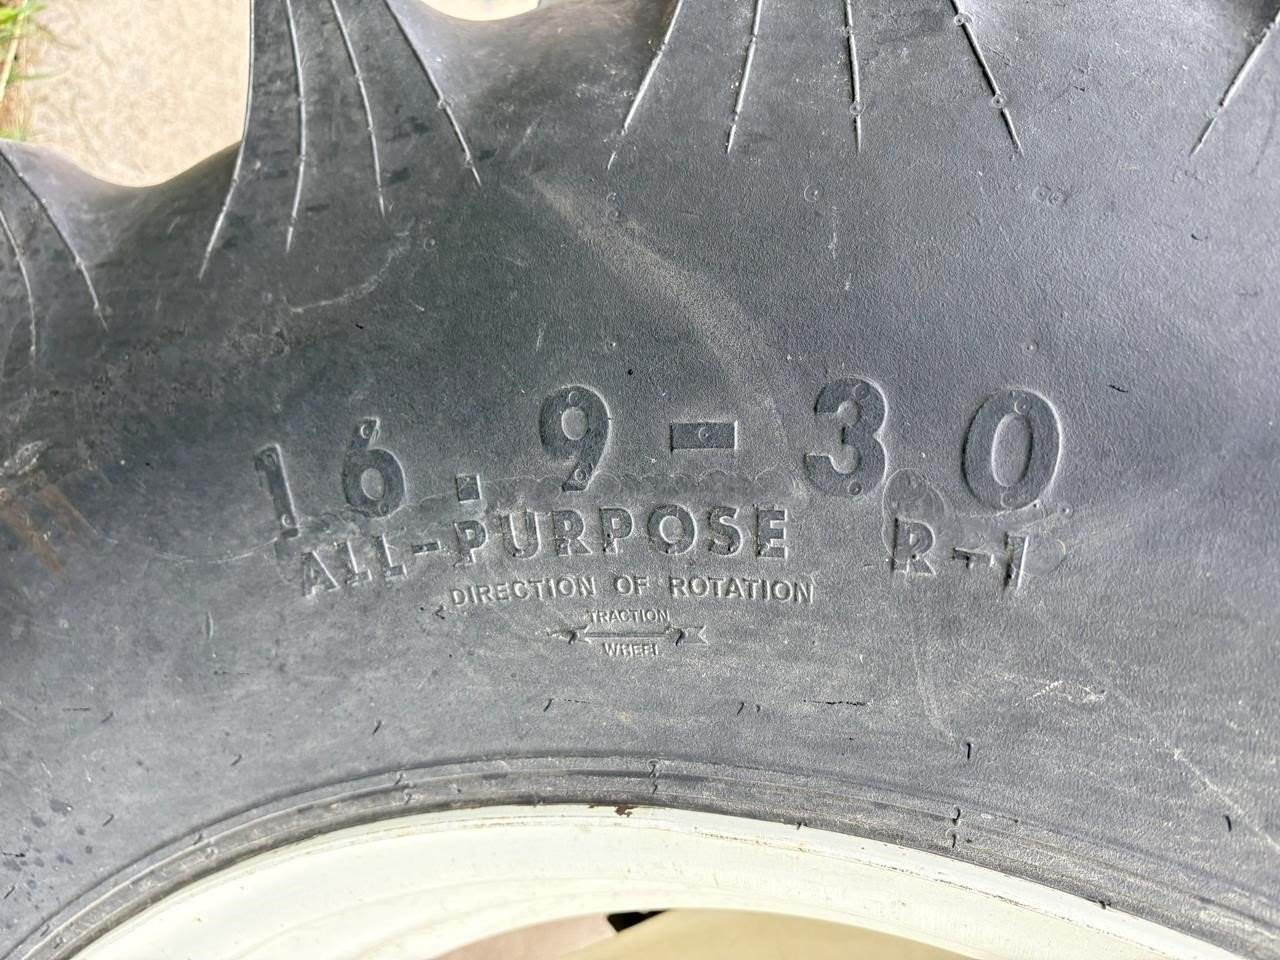 16.9-30
ALL-PURPOSE R-1
DIRECTION OF ROTATION
TRACTION
WHEEL